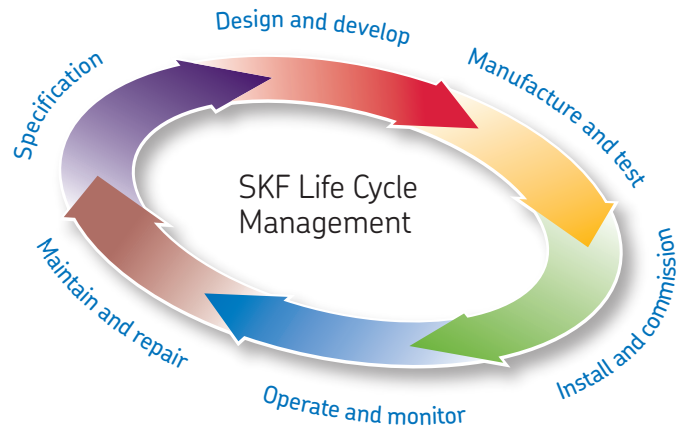 Design and develop
Manufacture and test
Specification
SKF Life Cycle
Management
Install and commission
Maintain and repair
Operate and monitor